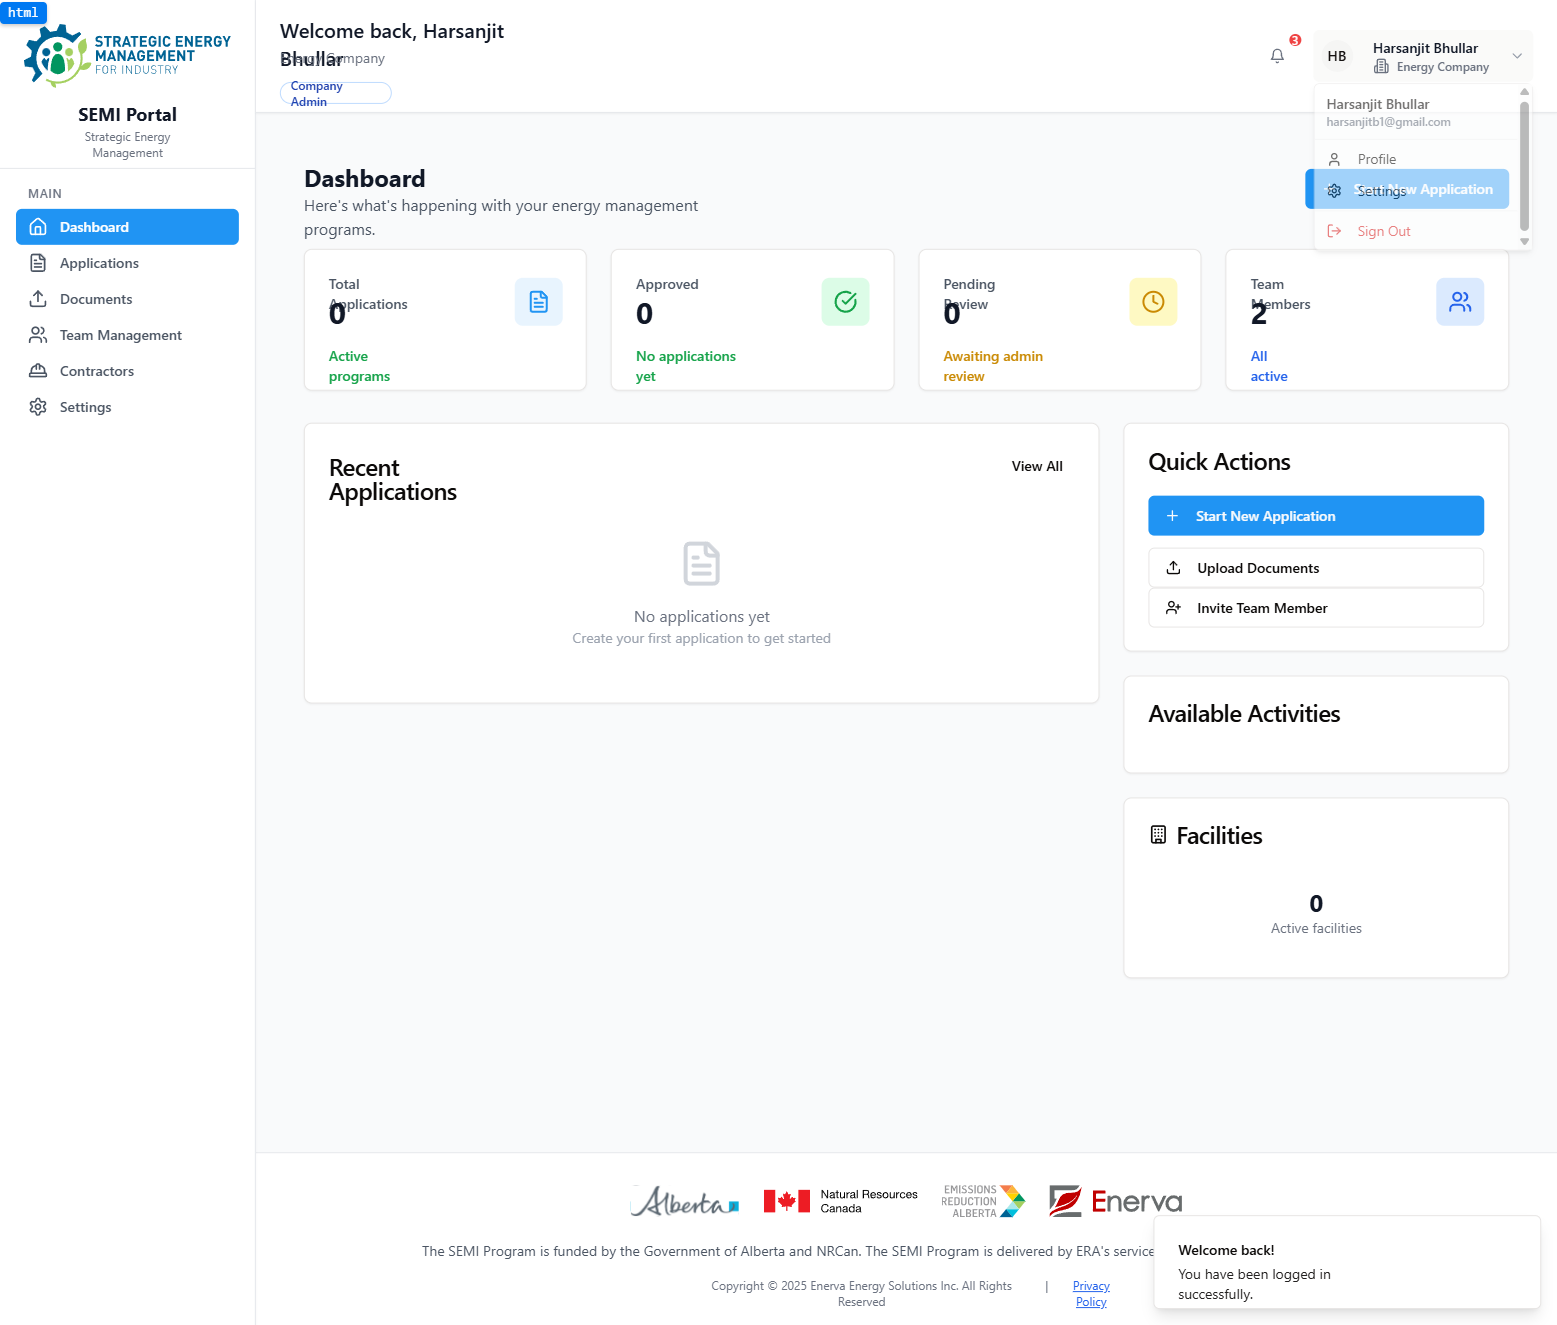 html
STRATEGIC ENERGY
MANAGEMENT
FOR INDUSTRY
SEMI Portal
Strategic Energy
Management
MAIN
Dashboard
Applications
Documents
Team Management
Contractors
Settings
Welcome back, Harsanjit
Bhullar
Energy Company
Company
Admin
3
HB
Harsanjit Bhullar
Energy Company
Harsanjit Bhullar
harsanjitb1@gmail.com
Profile
Settings
Sign Out
Dashboard
Here's what's happening with your energy management
programs.
Start New Application
Total
Applications
0
Active
programs
Approved
0
No applications
yet
Pending
Review
0
Awaiting admin
review
Team
Members
2
All
active
Recent
Applications
View All
No applications yet
Create your first application to get started
Quick Actions
Start New Application
Upload Documents
Invite Team Member
Available Activities
Facilities
0
Active facilities
Alberta
Natural Resources
Canada
EMISSIONS
REDUCTION
ALBERTA
Enerva
The SEMI Program is funded by the Government of Alberta and NRCan. The SEMI Program is delivered by ERA's service
Copyright © 2025 Enerva Energy Solutions Inc. All Rights
Reserved
|
Privacy
Policy
Welcome back!
You have been logged in
successfully.